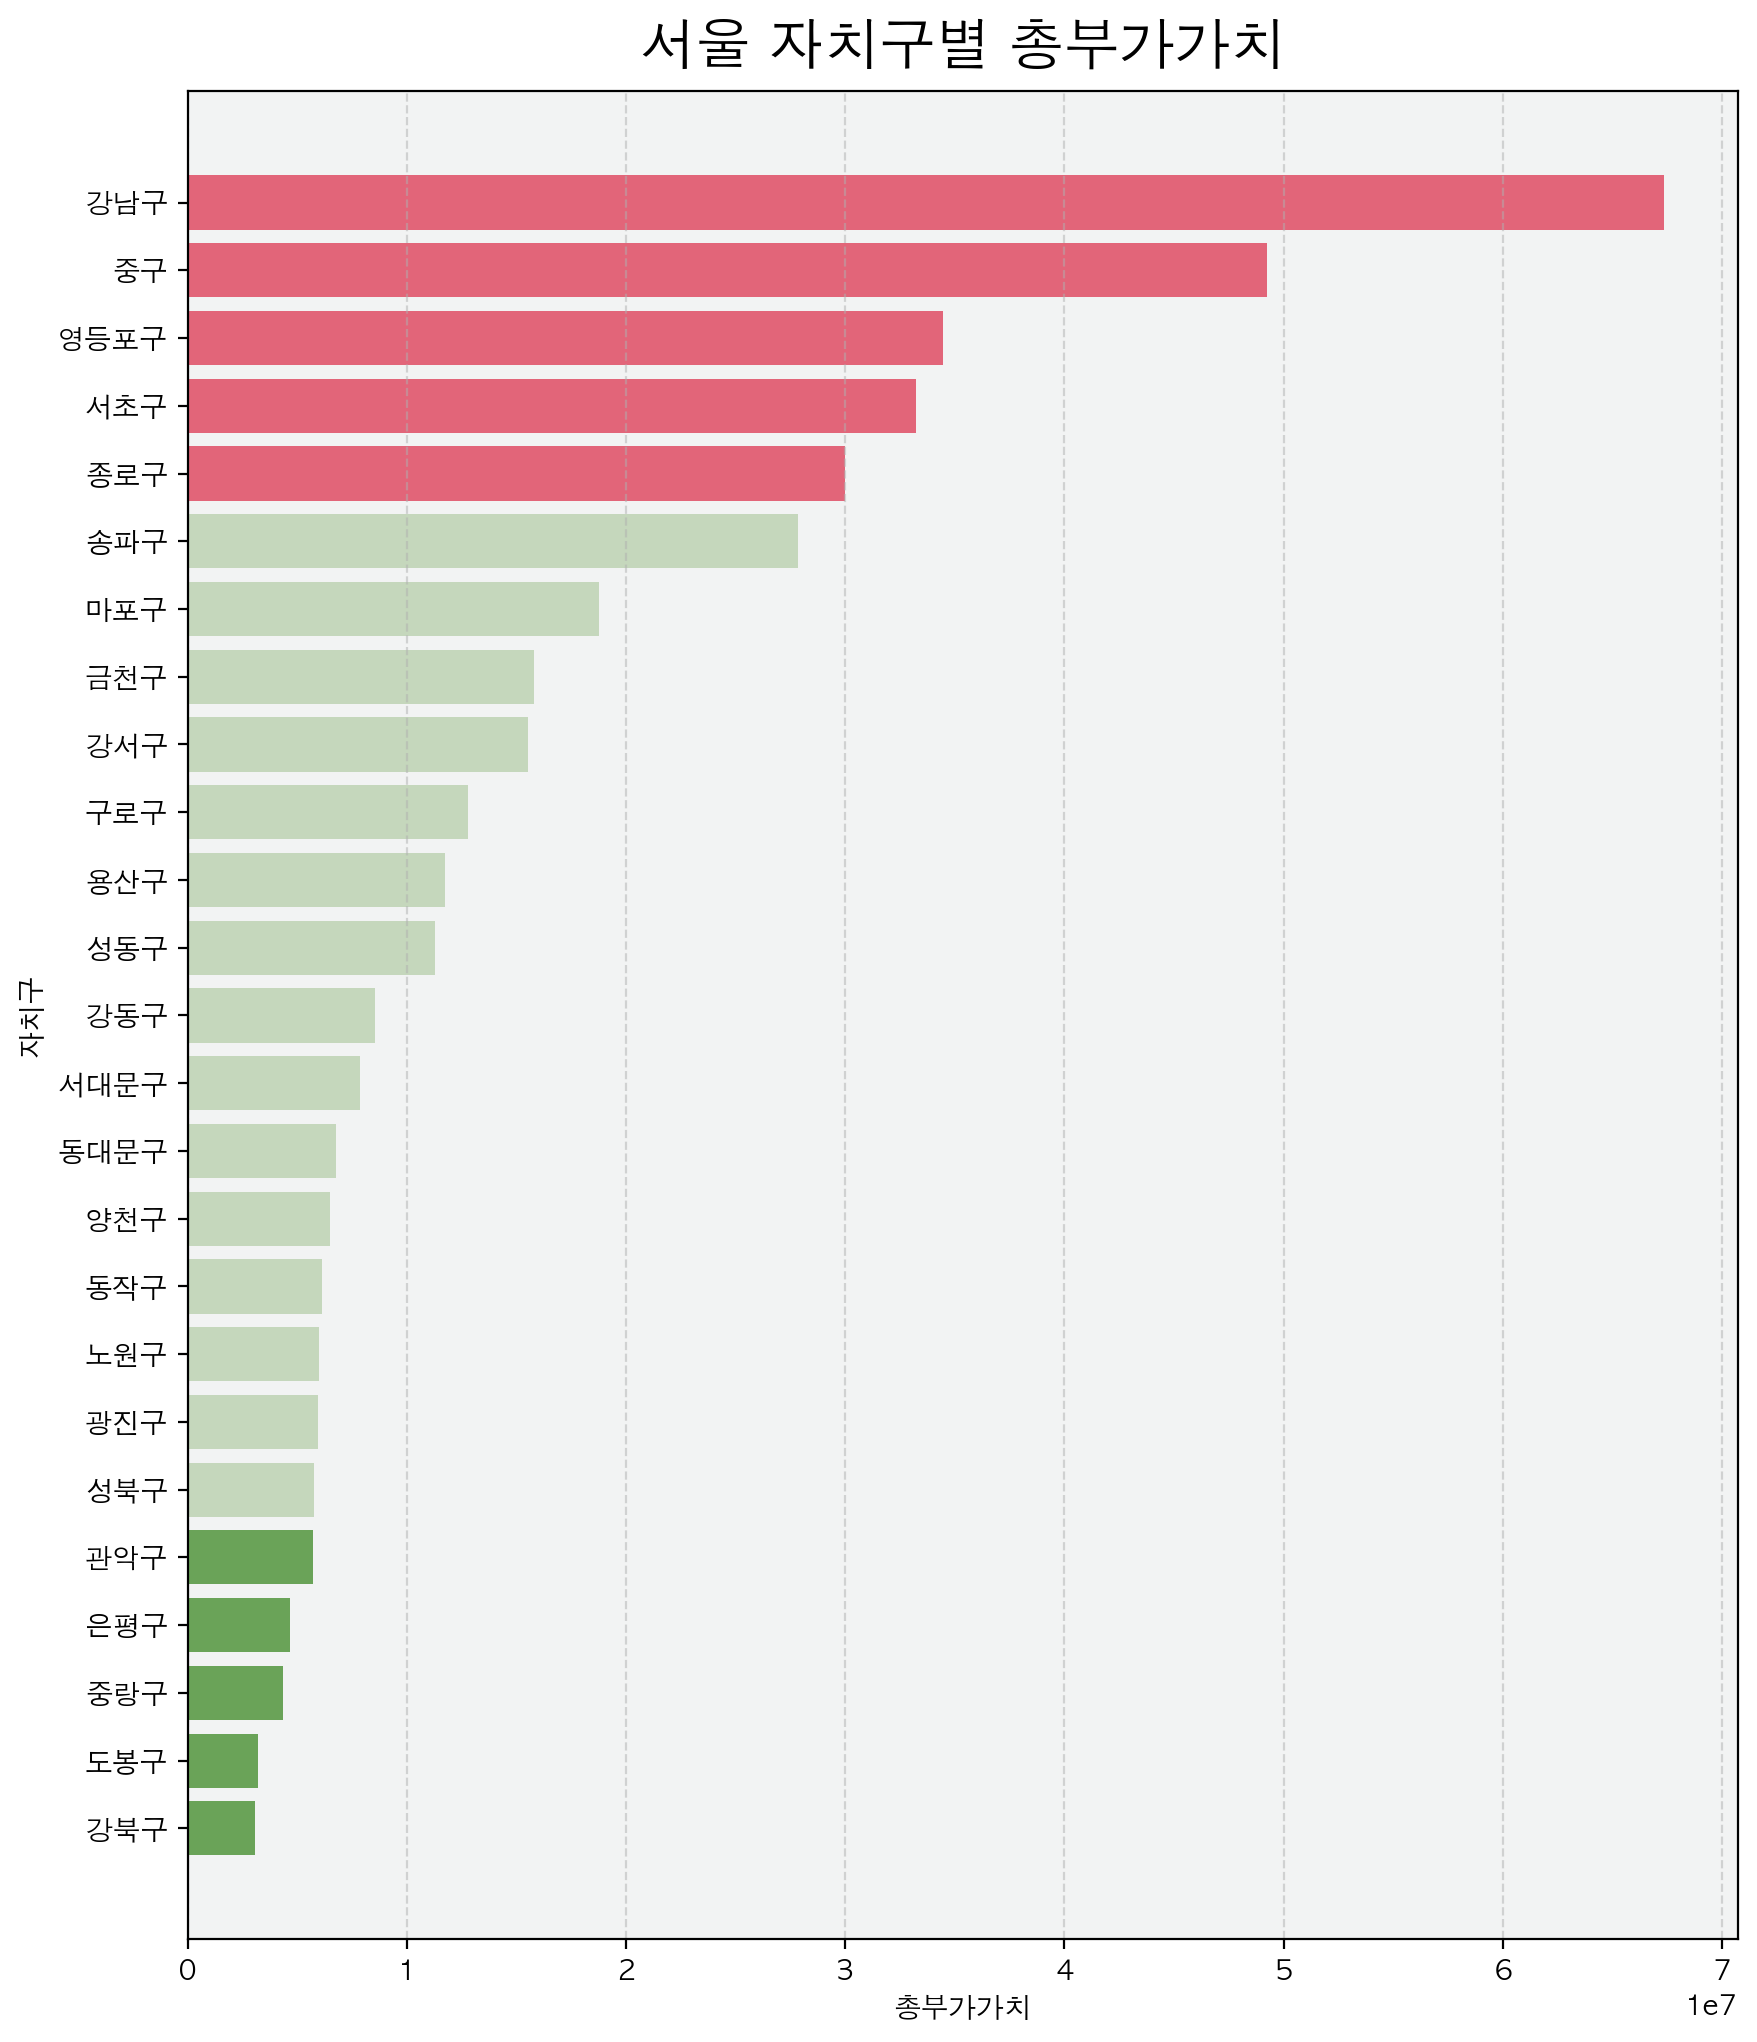 서울 자치구별 총부가가치
자치구
강남구
중구
영등포구
서초구
종로구
송파구
마포구
금천구
강서구
구로구
용산구
성동구
강동구
서대문구
동대문구
양천구
동작구
노원구
광진구
성북구
관악구
은평구
중랑구
도봉구
강북구
0 1 2 3 4 5 6 7
총부가가치
1e7